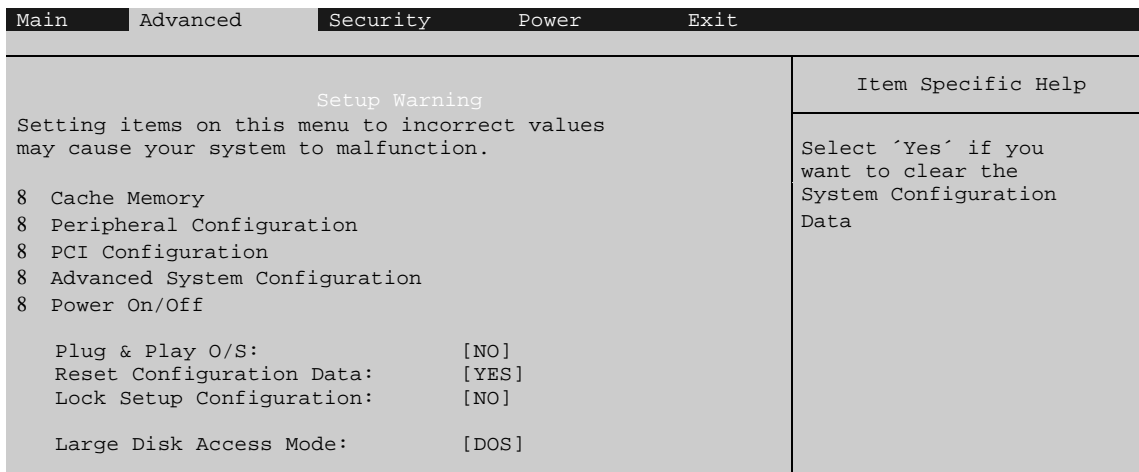 Main Advanced Security Power Exit
Setup Warning
Setting items on this menu to incorrect values
may cause your system to malfunction.
8 Cache Memory
8 Peripheral Configuration
8 PCI Configuration
8 Advanced System Configuration
8 Power On/Off
Plug & Play O/S: [NO]
Reset Configuration Data: [YES]
Lock Setup Configuration: [NO]
Large Disk Access Mode: [DOS]
Item Specific Help
Select ´Yes´ if you
want to clear the
System Configuration
Data